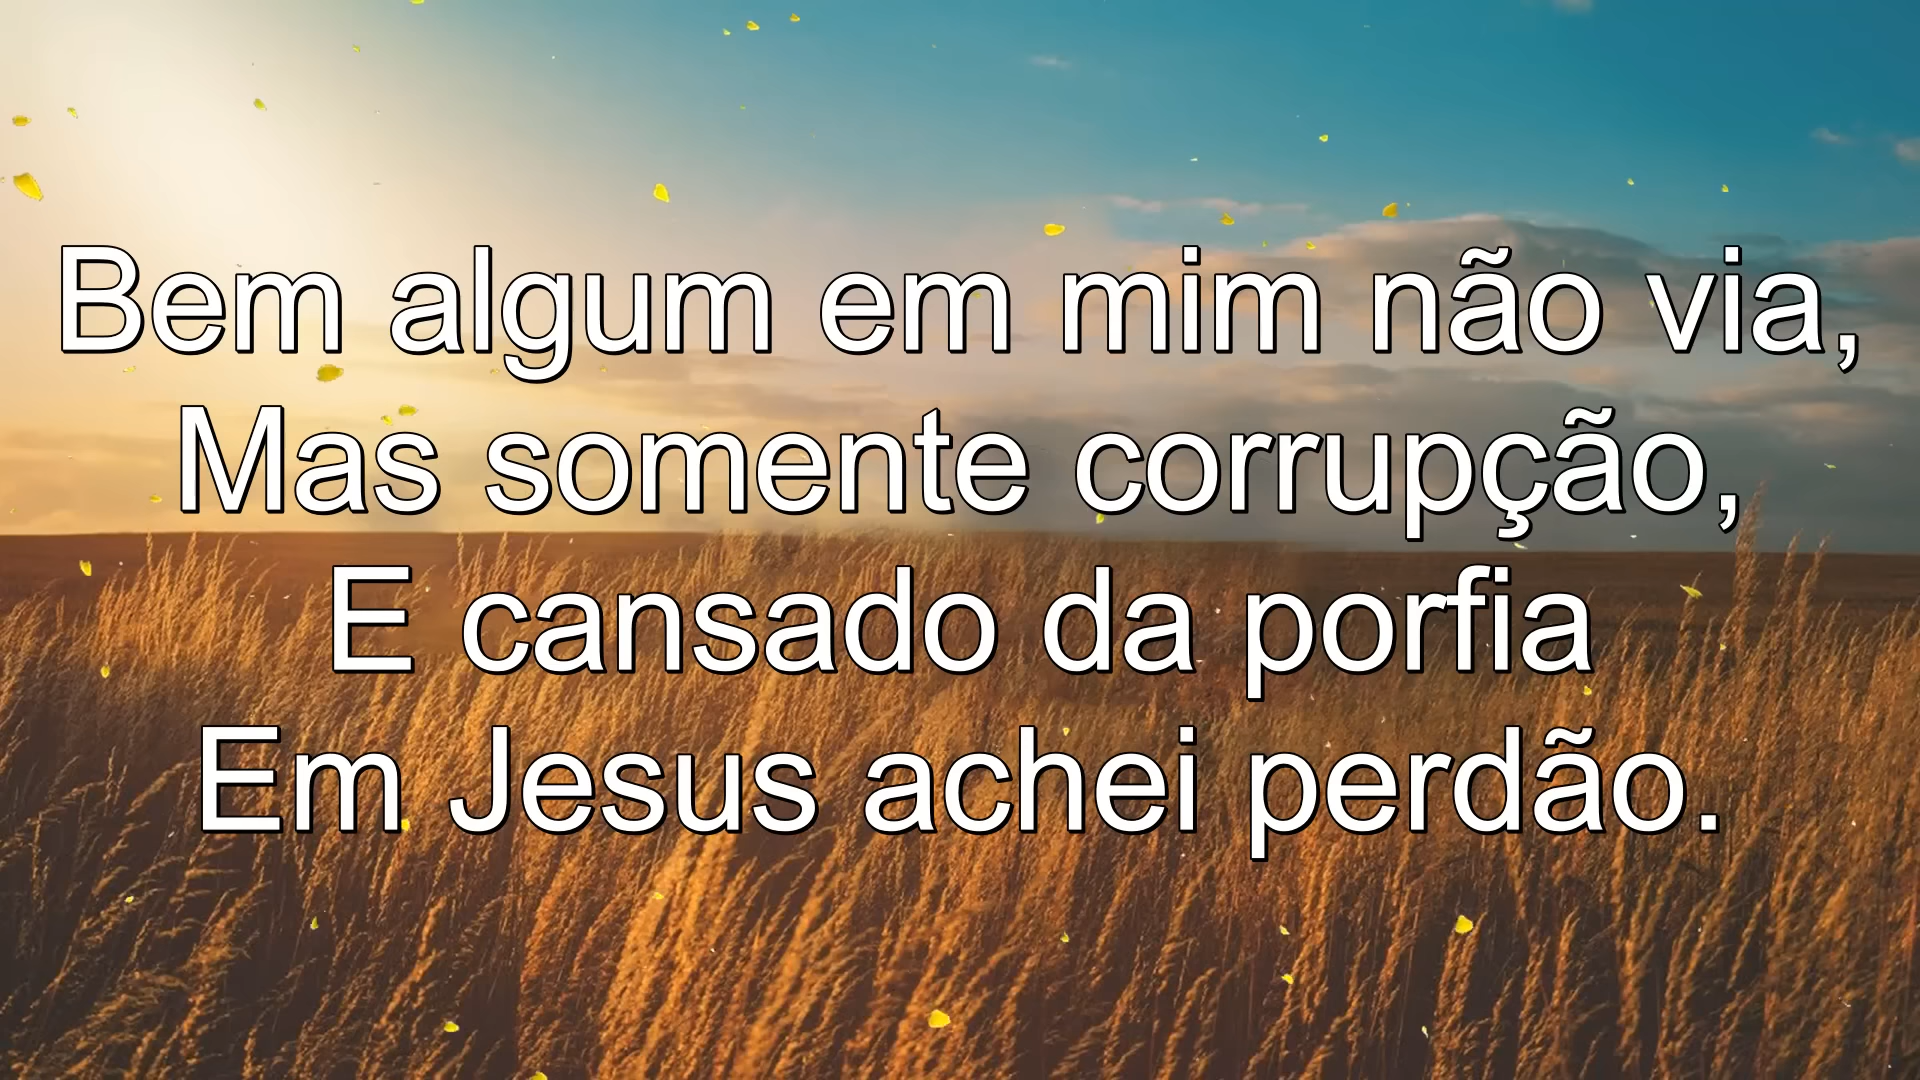 Bem algum em mim não via,
Mas somente corrupção,
E cansado da porfia
Em Jesus achei perdão.